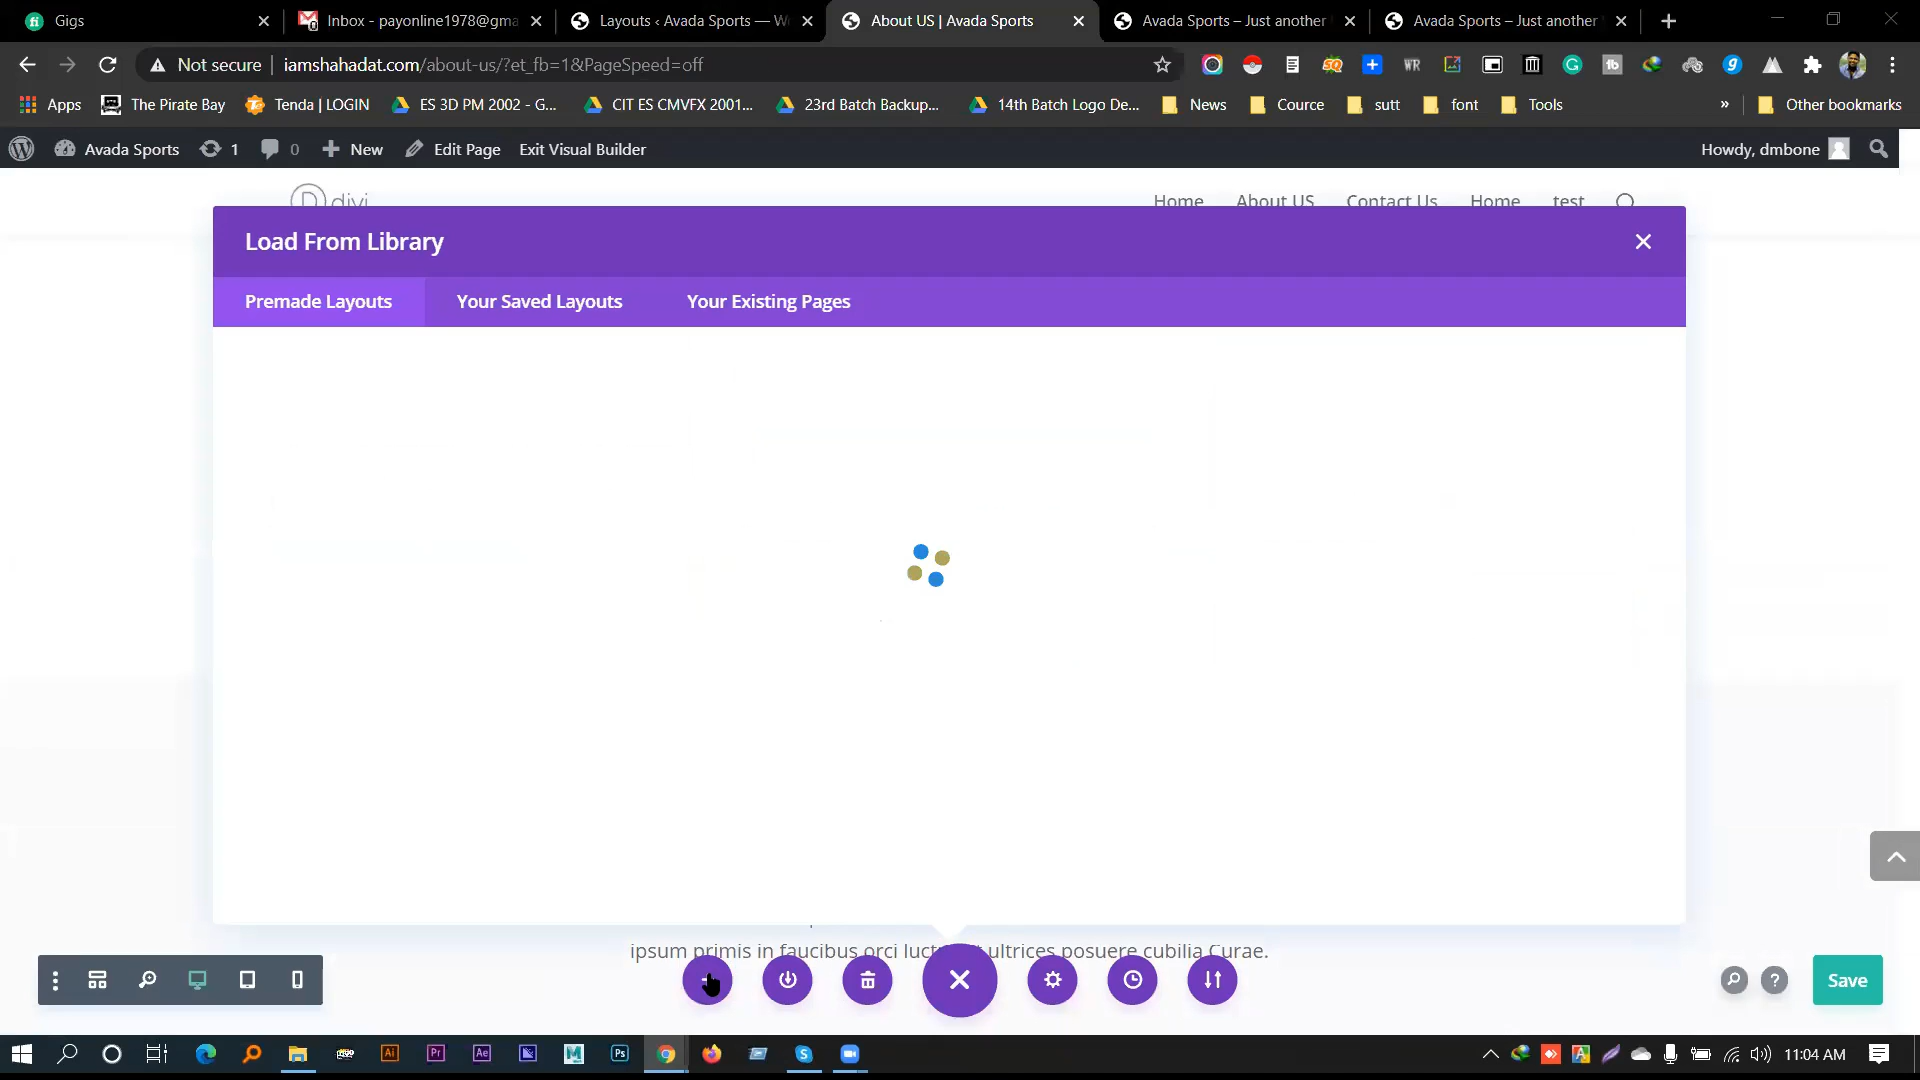 Gigs
Inbox - payonline1978@gma
Layouts ‹ Avada Sports — W
About US | Avada Sports
Avada Sports – Just another
Avada Sports – Just another
Not secure
iamshahadat.com/about-us/?et_fb=1&PageSpeed=off
Apps
The Pirate Bay
Tenda | LOGIN
ES 3D PM 2002 - G...
CIT ES CMVFX 2001...
23rd Batch Backup...
14th Batch Logo De...
News
Cource
sutt
font
Tools
»
Other bookmarks
Avada Sports
1
0
New
Edit Page
Exit Visual Builder
Howdy, dmbone
divi
Home
About US
Contact Us
Home
test
Load From Library
Premade Layouts
Your Saved Layouts
Your Existing Pages
ipsum primis in faucibus orci ultrices posuere cubilia Curae.
Save
11:04 AM